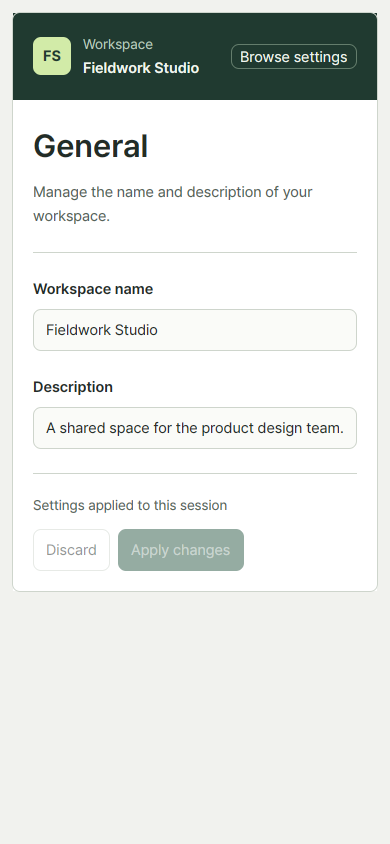 FS
Workspace
Fieldwork Studio
Browse settings
General
Manage the name and description of your
workspace.
Workspace name
Fieldwork Studio
Description
A shared space for the product design team.
Settings applied to this session
Discard
Apply changes